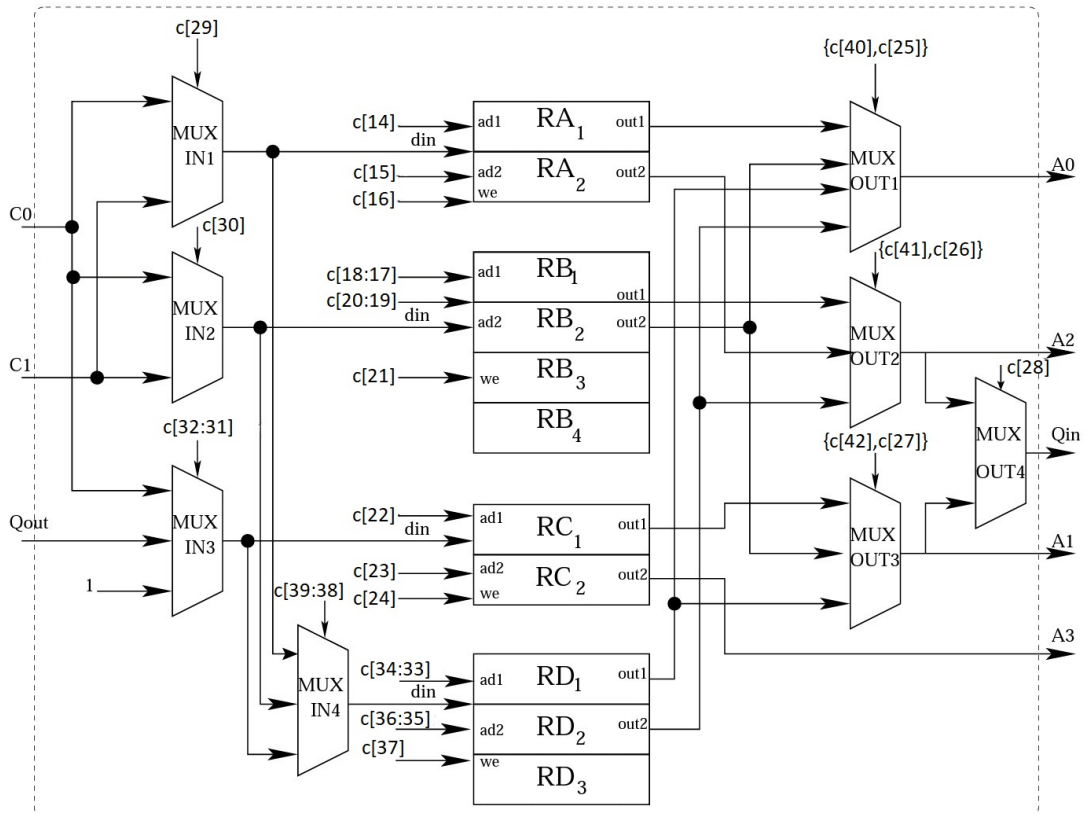 c[29]
{c[40],c[25]}
MUX
IN1
c[14]
ad1
RA1
out1
din
c[15]
ad2
RA2
out2
we
c[16]
MUX
OUT1
A0
C0
c[30]
{c[41],c[26]}
MUX
IN2
c[18:17]
ad1
RB1
c[20:19]
out1
din
ad2
RB2
out2
MUX
OUT2
A2
C1
c[21]
we
RB3
RB4
c[28]
MUX
OUT4
Qin
c[32:31]
{c[42],c[27]}
MUX
IN3
Qout
1
c[22]
ad1
RC1
out1
din
c[23]
ad2
RC2
out2
c[24]
we
MUX
OUT3
A1
A3
c[39:38]
MUX
IN4
c[34:33]
ad1
RD1
out1
din
c[36:35]
ad2
RD2
out2
c[37]
we
RD3